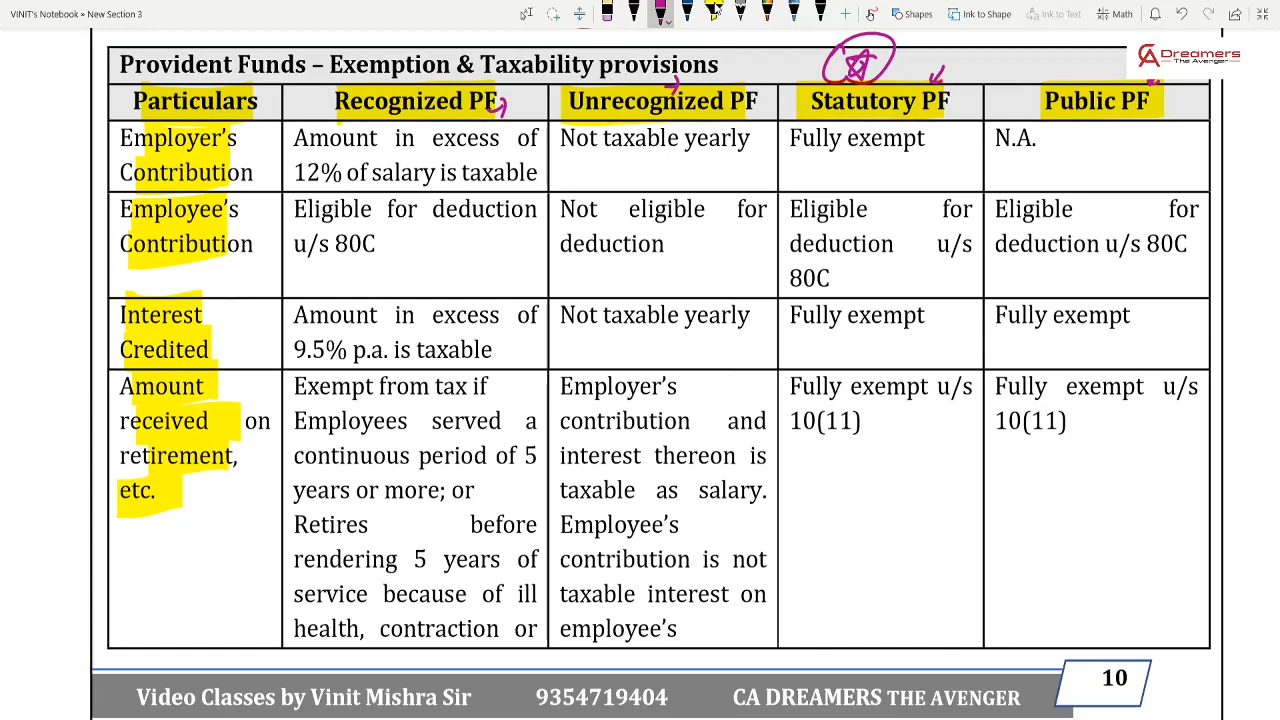 VINIT's Notebook » New Section 3
Shapes
Ink to Shape
Ink to Text
Math
Dreamers
The Avenger
Provident Funds – Exemption & Taxability provisions
Particulars Recognized PF Unrecognized PF Statutory PF Public PF
Employer’s Amount in excess of Not taxable yearly Fully exempt N.A.
Contribution 12% of salary is taxable
Employee’s Eligible for deduction Not eligible for Eligible for Eligible for
Contribution u/s 80C deduction deduction u/s deduction u/s 80C
80C
Interest Amount in excess of Not taxable yearly Fully exempt Fully exempt
Credited 9.5% p.a. is taxable
Amount Exempt from tax if Employer’s Fully exempt u/s Fully exempt u/s
received on Employees served a contribution and 10(11) 10(11)
retirement, continuous period of 5 interest thereon is
etc. years or more; or taxable as salary.
Retires before Employee’s
rendering 5 years of contribution is not
service because of ill taxable interest on
health, contraction or employee’s
10
Video Classes by Vinit Mishra Sir 9354719404 CA DREAMERS THE AVENGER